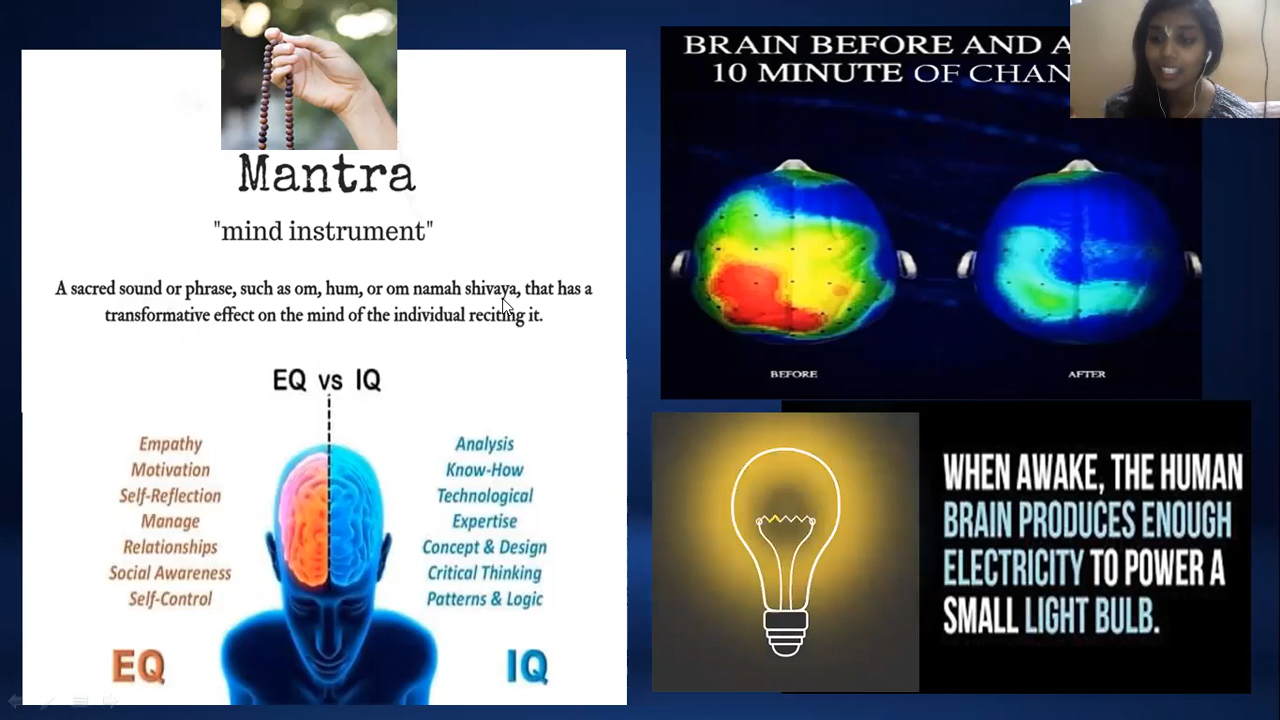 Mantra
"mind instrument"
A sacred sound or phrase, such as om, hum, or om namah shivaya, that has a
transformative effect on the mind of the individual reciting it.
EQ vs IQ
Empathy
Motivation
Self-Reflection
Manage
Relationships
Social Awareness
Self-Control
EQ
Analysis
Know-How
Technological
Expertise
Concept & Design
Critical Thinking
Patterns & Logic
IQ
BRAIN BEFORE AND A
10 MINUTE OF CHAN
BEFORE
AFTER
WHEN AWAKE, THE HUMAN
BRAIN PRODUCES ENOUGH
ELECTRICITY TO POWER A
SMALL LIGHT BULB.